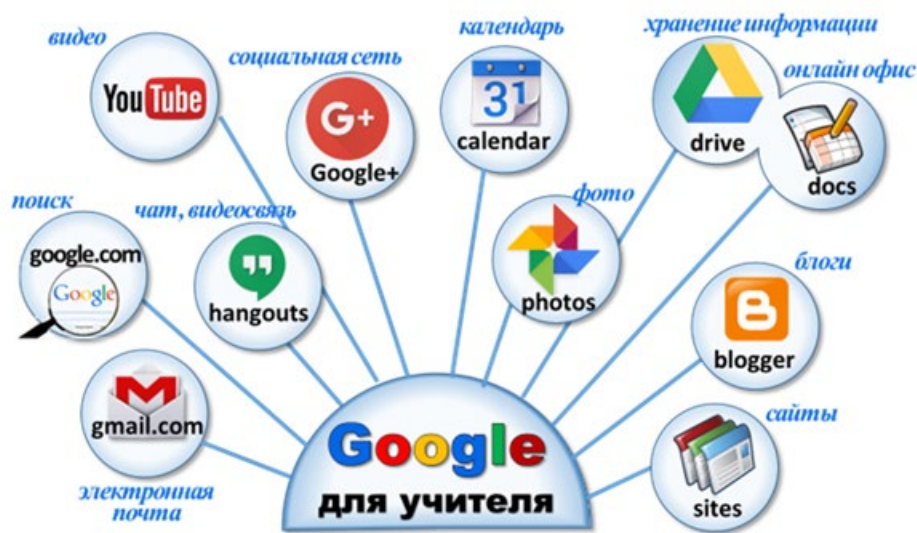 видео
YouTube
социальная сеть
G+
Google+
календарь
31
calendar
хранение информации
drive
онлайн офис
docs
поиск
google.com
Google
чат, видеосвязь
hangouts
фото
photos
блоги
blogger
gmail.com
электронная
почта
сайты
sites
Google
для учителя